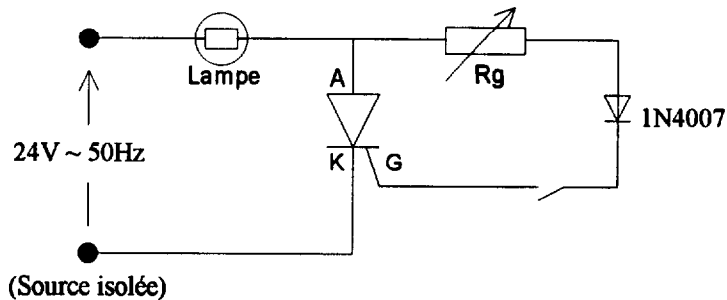 Lampe
A
Rg
1N4007
24V ~ 50Hz
K
G
(Source isolée)